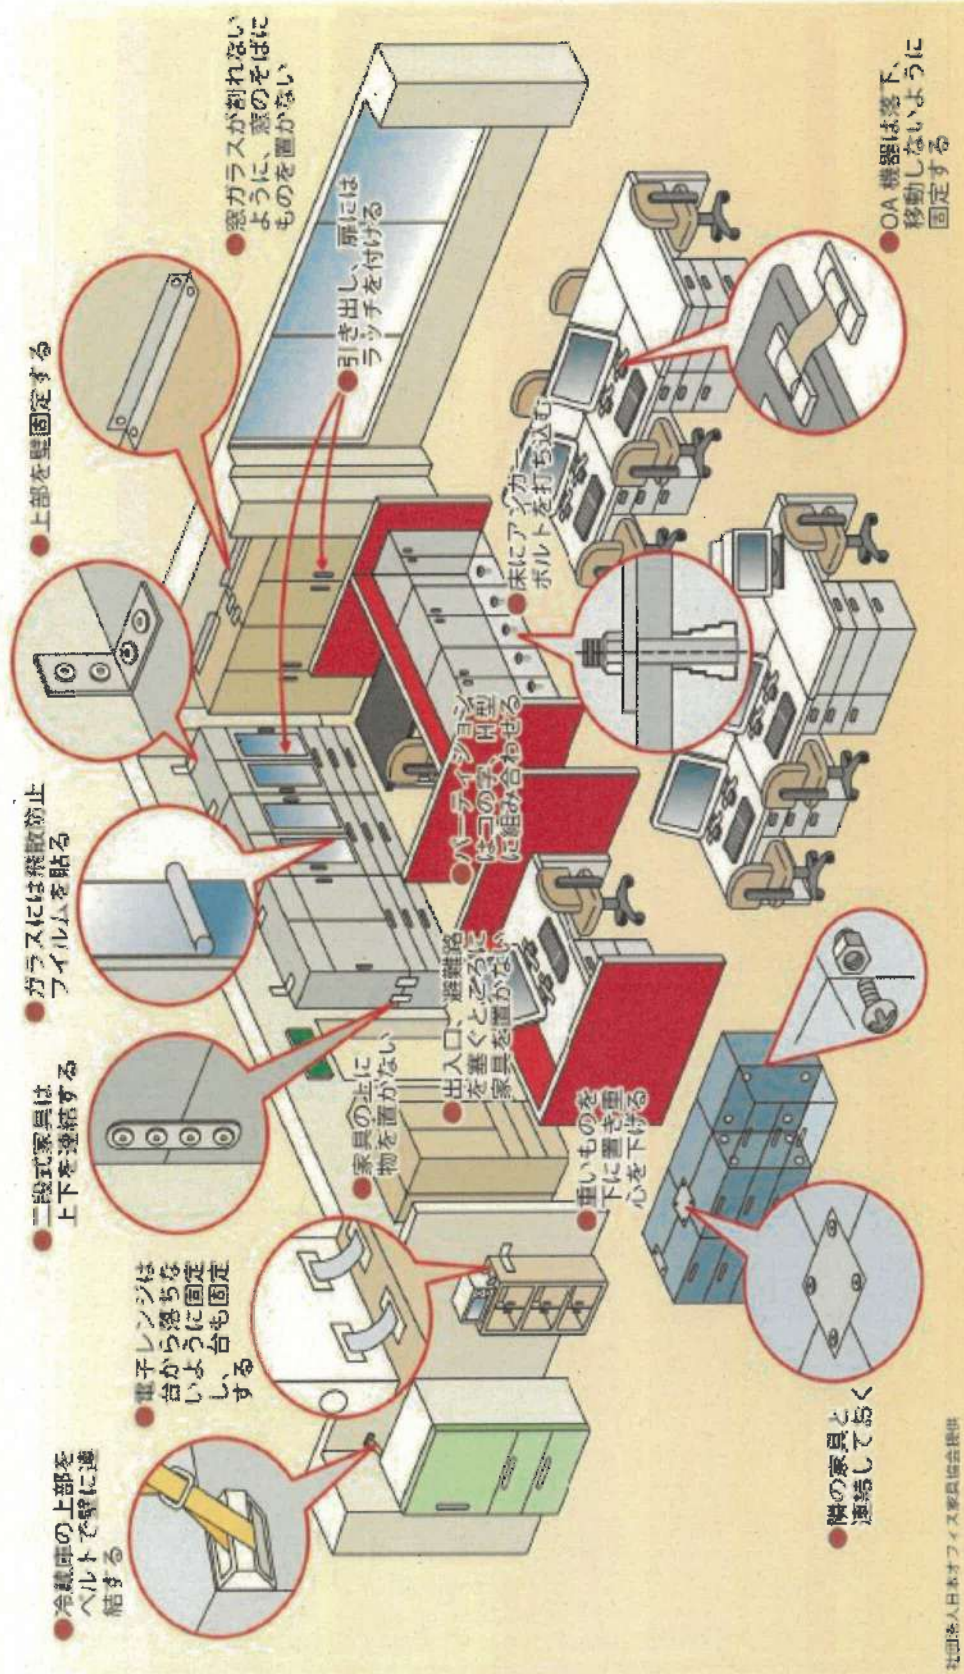 ●冷蔵庫の上部を
ベルトで壁に連
結する
●電子レンジは
台から落ちな
いように固定
し、台も固定
する
●二段式家具は
上下を連結する
●ガラスには飛散防止
フイルムを貼る
●上部を壁固定する
●窓ガラスが割れない
ように、窓のそばに
ものを置かない
●引き出し、扉には
ラッチを付ける
●家具の上に
物を置かない
●出入口、避難路
を塞ぐところに
家具を置かない
●パーティション
はコの字、H型
に組み合わせる
●床にアンカー
ボルトを打ち込む
●重いものを
下に置き重
心を下げる
●隣の家具と
連結しておく
●OA 機器は落下、
移動しないように
固定する
社団法人日本オフィス家具協会提供